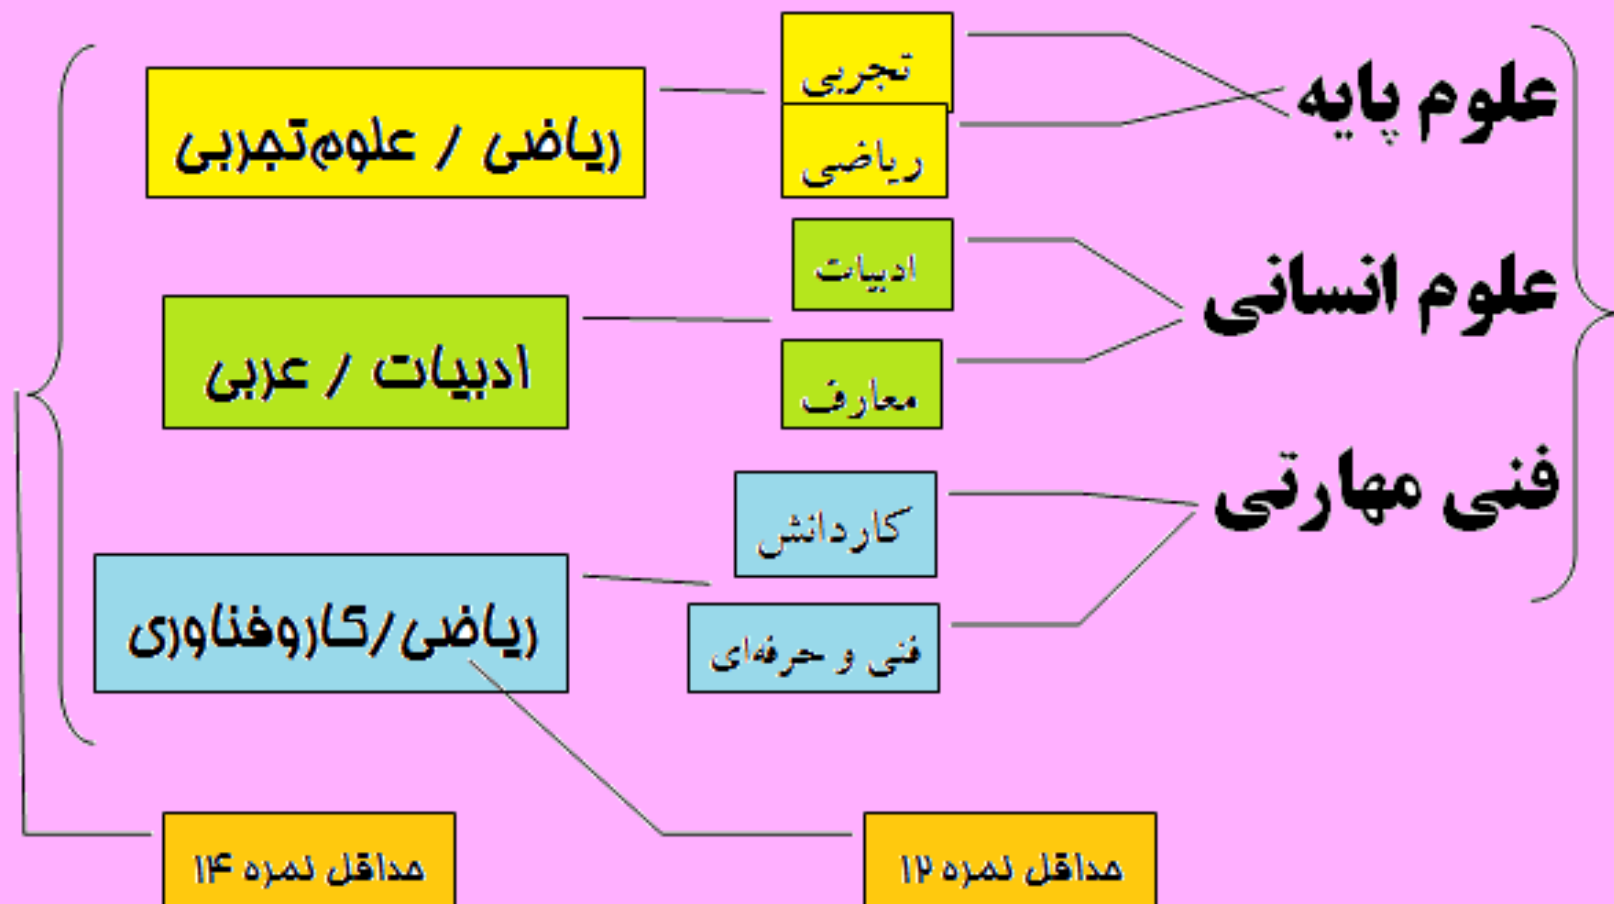 علوم پایه
تجربی
ریاضی
ریاضی / علوم‌تجربی
علوم انسانی
ادبیات
معارف
ادبیات / عربی
فنی مهارتی
کاردانش
فنی و حرفه‌ای
ریاضی/کاروفناوری
حداقل نمره ۱۲
حداقل نمره ۱۴